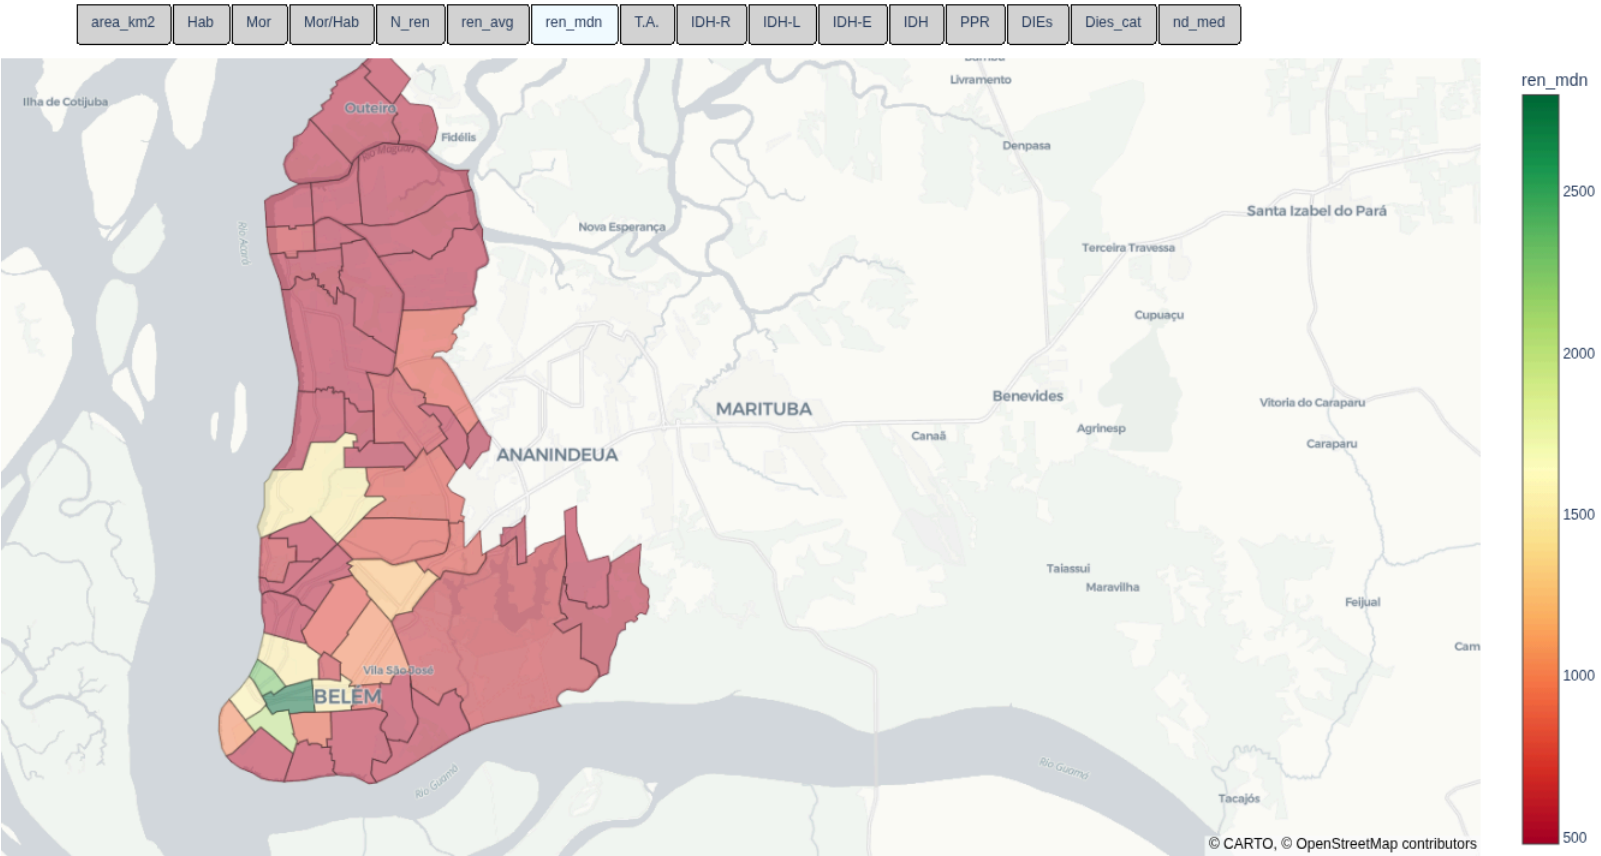 area_km2
Hab
Mor
Mor/Hab
N_ren
ren_avg
ren_mdn
T.A.
IDH-R
IDH-L
IDH-E
IDH
PPR
DIEs
Dies_cat
nd_med
ren_mdn
Livramento
Ilha de Cotijuba
Outeiro
Fidélis
Denpasa
2500
Santa Izabel do Pará
Nova Esperança
Rio Acará
Terceira Travessa
Cupuaçu
2000
Benevides
Vitoria do Caraparu
MARITUBA
Agrinesp
Canaã
Caraparu
ANANINDEUA
1500
Taiassui
Maravilha
Feijual
Cam
Vila São José
1000
BELÉM
Rio Guamá
Rio Guamá
Tacajós
500
© CARTO, © OpenStreetMap contributors